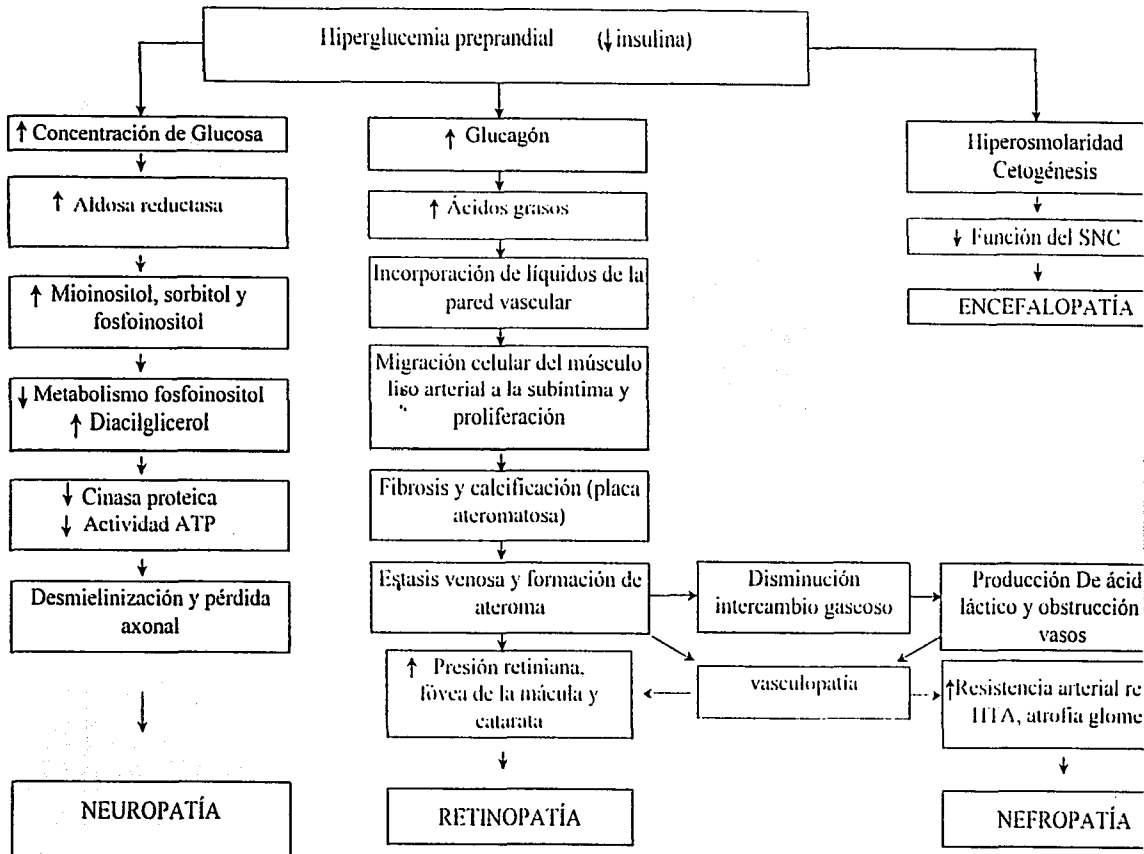 Hiperglucemia preprandial (↓insulina)
↑ Concentración de Glucosa
↑ Aldosa reductasa
↑ Mioinositol, sorbitol y
fosfoinositol
↓ Metabolismo fosfoinositol
↑ Diacilglicerol
↓ Cinasa proteica
↓ Actividad ATP
Desmielinización y pérdida
axonal
NEUROPATÍA
↑ Glucagón
↑ Ácidos grasos
Incorporación de líquidos de la
pared vascular
Migración celular del músculo
liso arterial a la subíntima y
proliferación
Fibrosis y calcificación (placa
ateromatosa)
Estasis venosa y formación de
ateroma
↑ Presión retiniana,
fóvea de la mácula y
catarata
RETINOPATÍA
Disminución
intercambio gaseoso
vasculopatía
Hiperosmolaridad
Cetogénesis
↓ Función del SNC
ENCEFALOPATÍA
Producción De ácid
láctico y obstrucción
vasos
↑Resistencia arterial re
HTA, atrofia glome
NEFROPATÍA